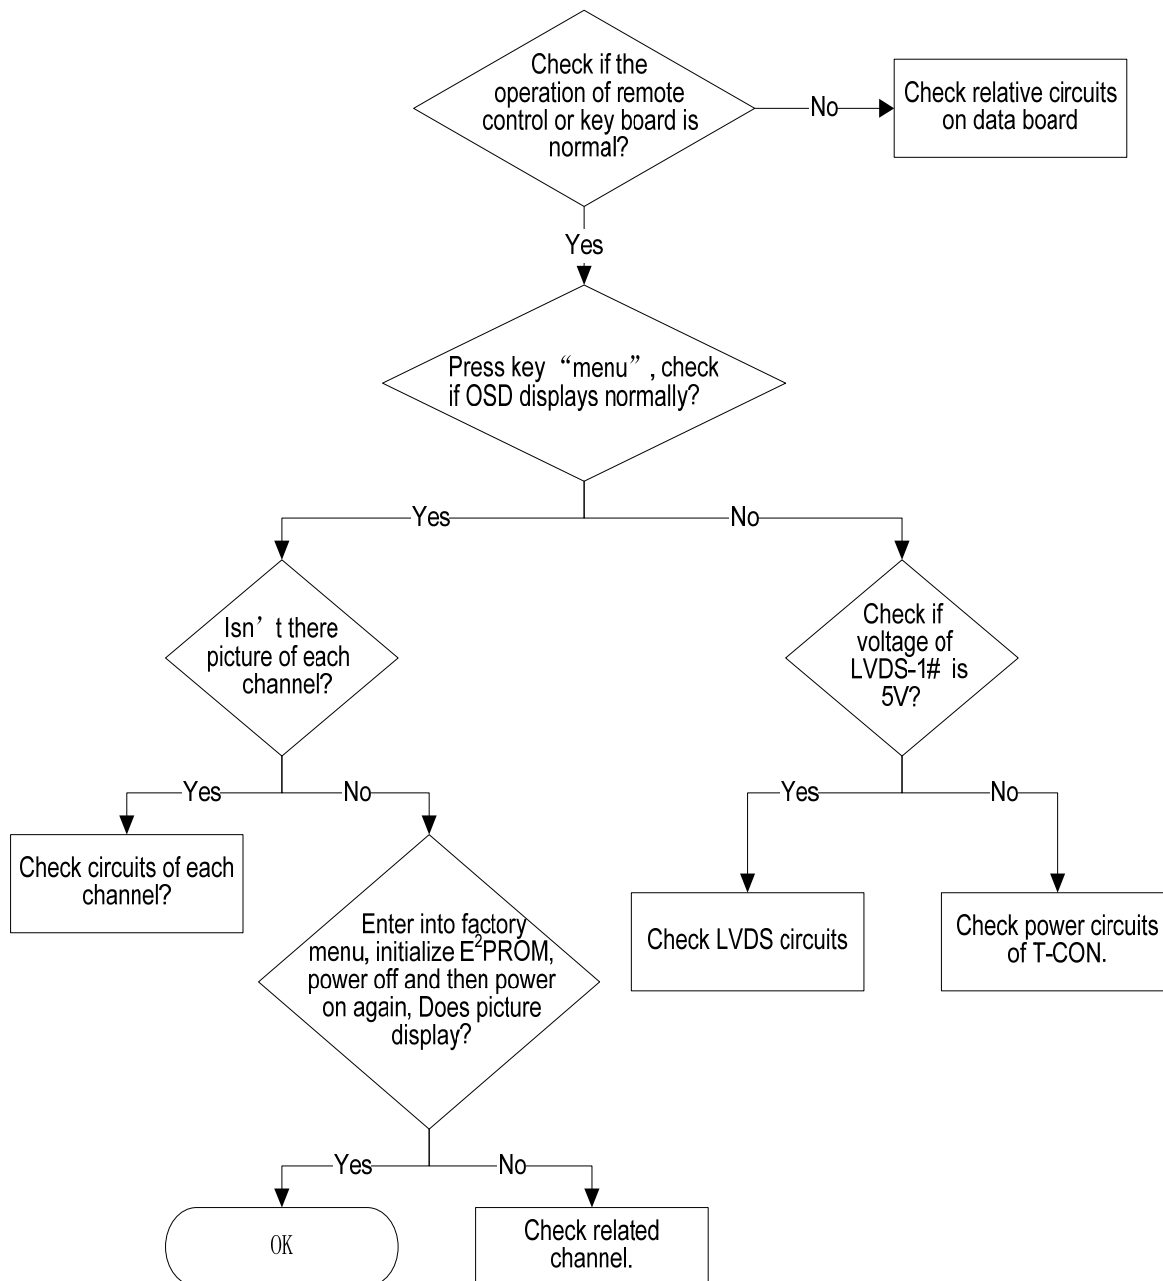 Check if the
operation of remote
control or key board is
normal?
No
Check relative circuits
on data board
Yes
Press key “menu”, check
if OSD displays normally?
Yes
No
Isn’t there
picture of each
channel?
Check if
voltage of
LVDS-1# is
5V?
Yes
No
Yes
No
Check circuits of each
channel?
Enter into factory
menu, initialize E²PROM,
power off and then power
on again, Does picture
display?
Check LVDS circuits
Check power circuits
of T-CON.
Yes
No
OK
Check related
channel.